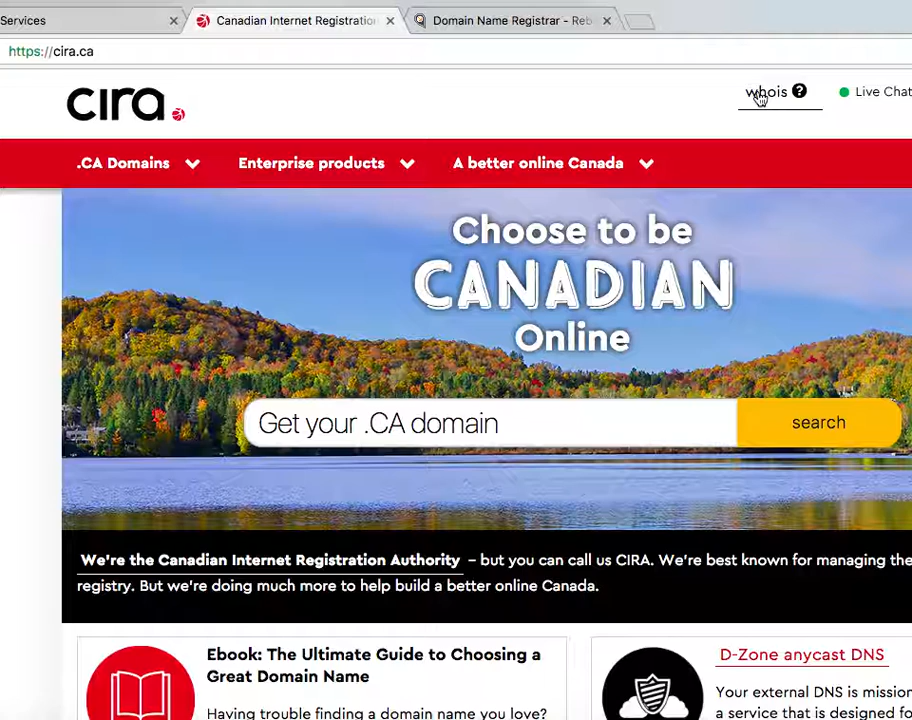 Services
Canadian Internet Registration
Domain Name Registrar - Reb
https://cira.ca
cira
whois ?
Live Chat
.CA Domains
Enterprise products
A better online Canada
Choose to be
CANADIAN
Online
Get your .CA domain
search
We're the Canadian Internet Registration Authority – but you can call us CIRA. We're best known for managing the
registry. But we're doing much more to help build a better online Canada.
Ebook: The Ultimate Guide to Choosing a
Great Domain Name
Having trouble finding a domain name you love?
D-Zone anycast DNS
Your external DNS is mission
a service that is designed fo